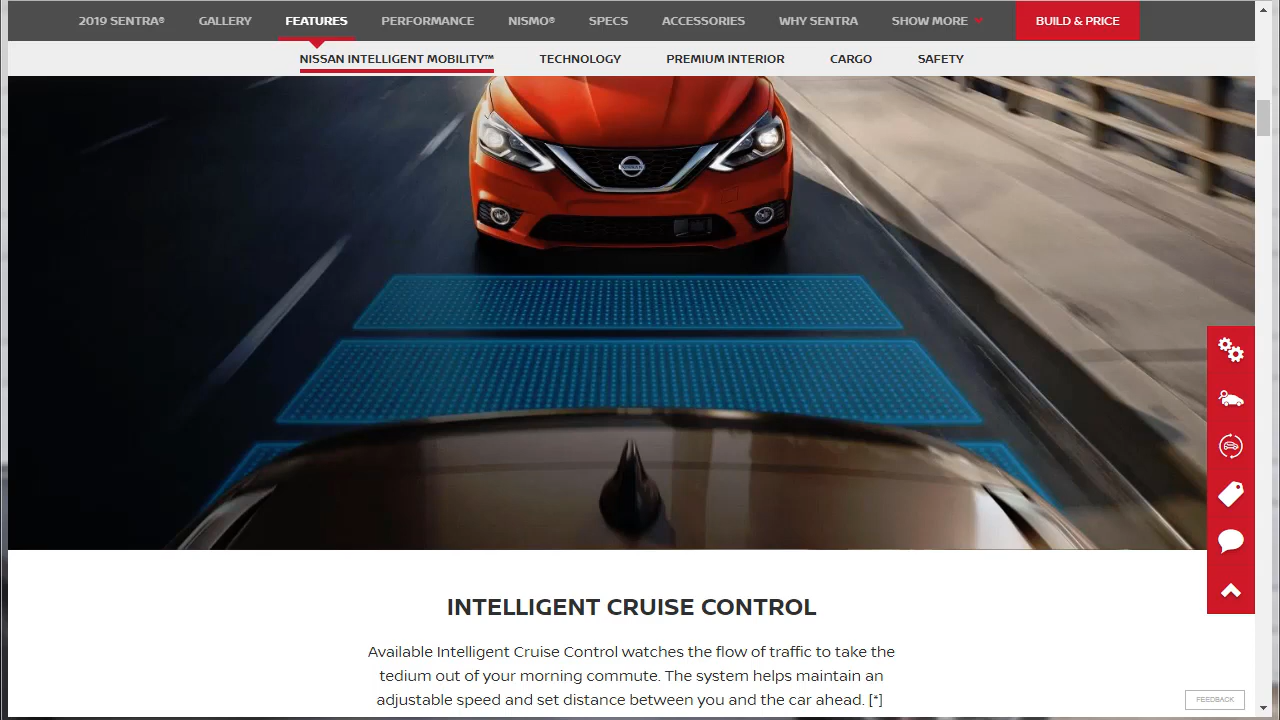 2019 SENTRA® GALLERY FEATURES PERFORMANCE NISMO® SPECS ACCESSORIES WHY SENTRA SHOW MORE BUILD & PRICE
NISSAN INTELLIGENT MOBILITY™ TECHNOLOGY PREMIUM INTERIOR CARGO SAFETY
NISSAN
INTELLIGENT CRUISE CONTROL
Available Intelligent Cruise Control watches the flow of traffic to take the
tedium out of your morning commute. The system helps maintain an
adjustable speed and set distance between you and the car ahead. [*]
FEEDBACK